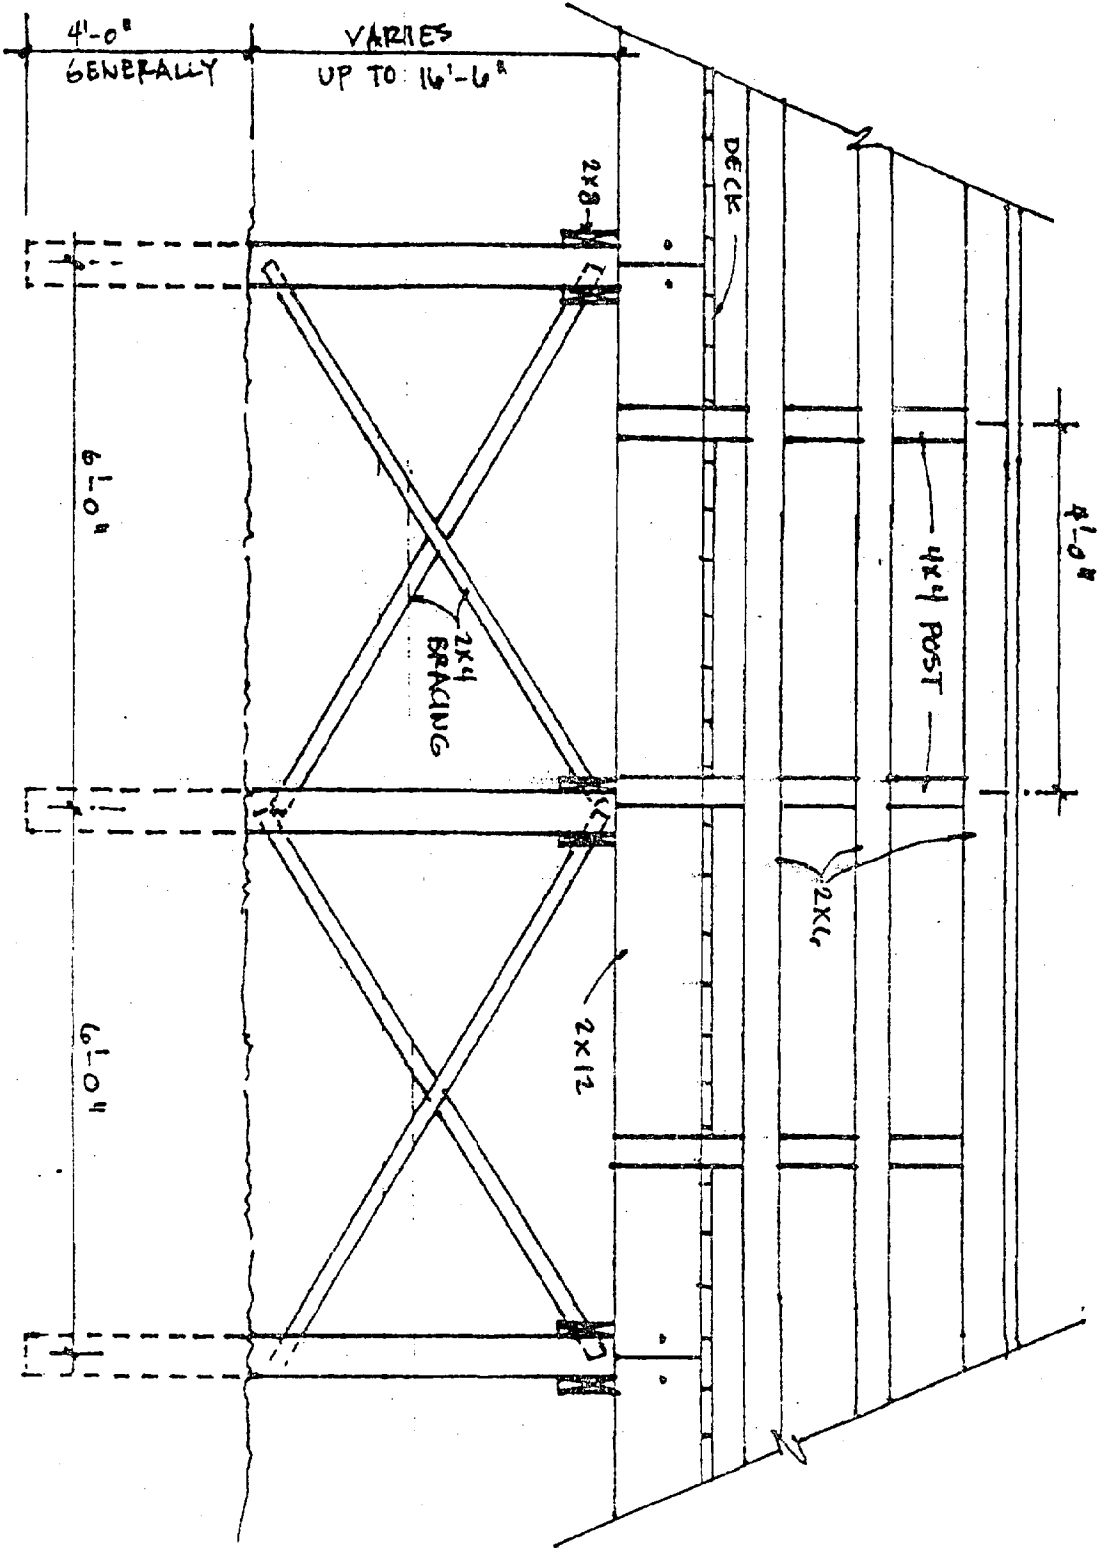 4'-0"
GENERALLY
VARIES
UP TO 16'-6"
2x8
DECK
4'-0"
4x4 POST
6'-0"
2x4
BRACING
2x6
2x12
6'-0"